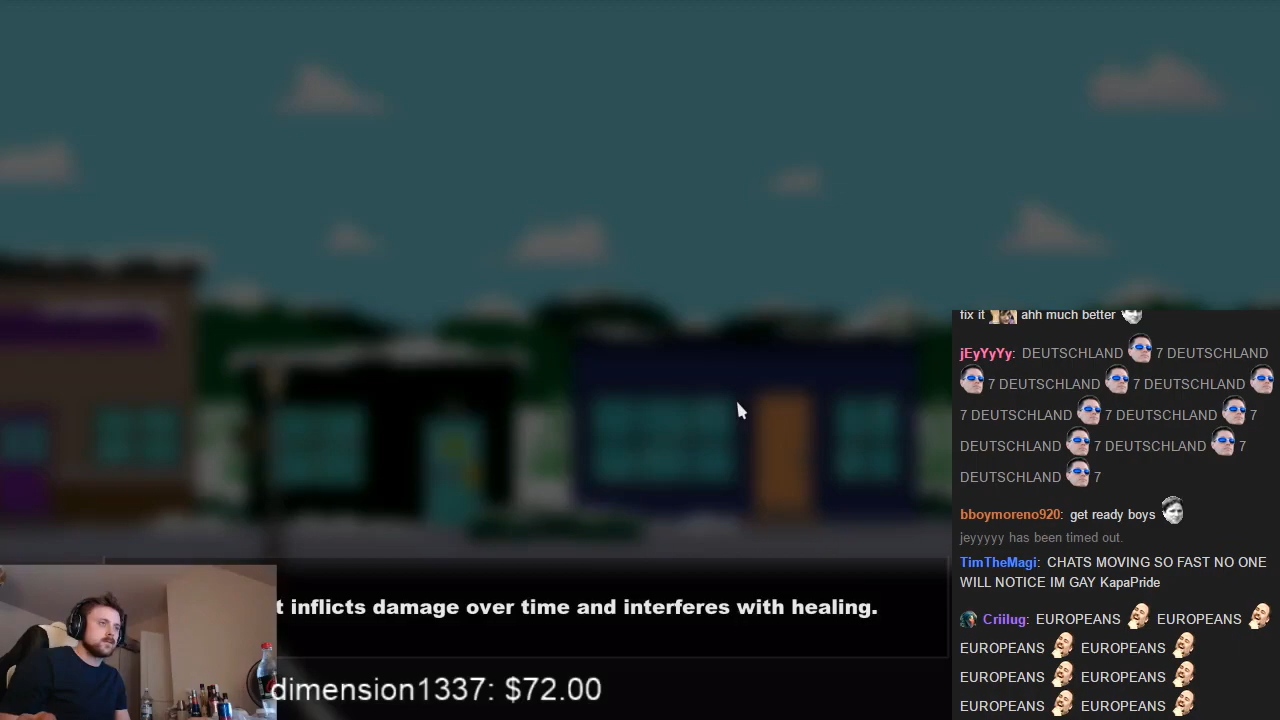 fix it ahh much better
jEyYyYy: DEUTSCHLAND 7 DEUTSCHLAND
7 DEUTSCHLAND 7 DEUTSCHLAND
7 DEUTSCHLAND 7 DEUTSCHLAND 7
DEUTSCHLAND 7 DEUTSCHLAND 7
DEUTSCHLAND 7
bboymoreno920: get ready boys
jeyyyyy has been timed out.
TimTheMagi: CHATS MOVING SO FAST NO ONE
WILL NOTICE IM GAY KapaPride
Criilug: EUROPEANS EUROPEANS
EUROPEANS EUROPEANS
EUROPEANS EUROPEANS
EUROPEANS EUROPEANS
t inflicts damage over time and interferes with healing.
dimension1337: $72.00